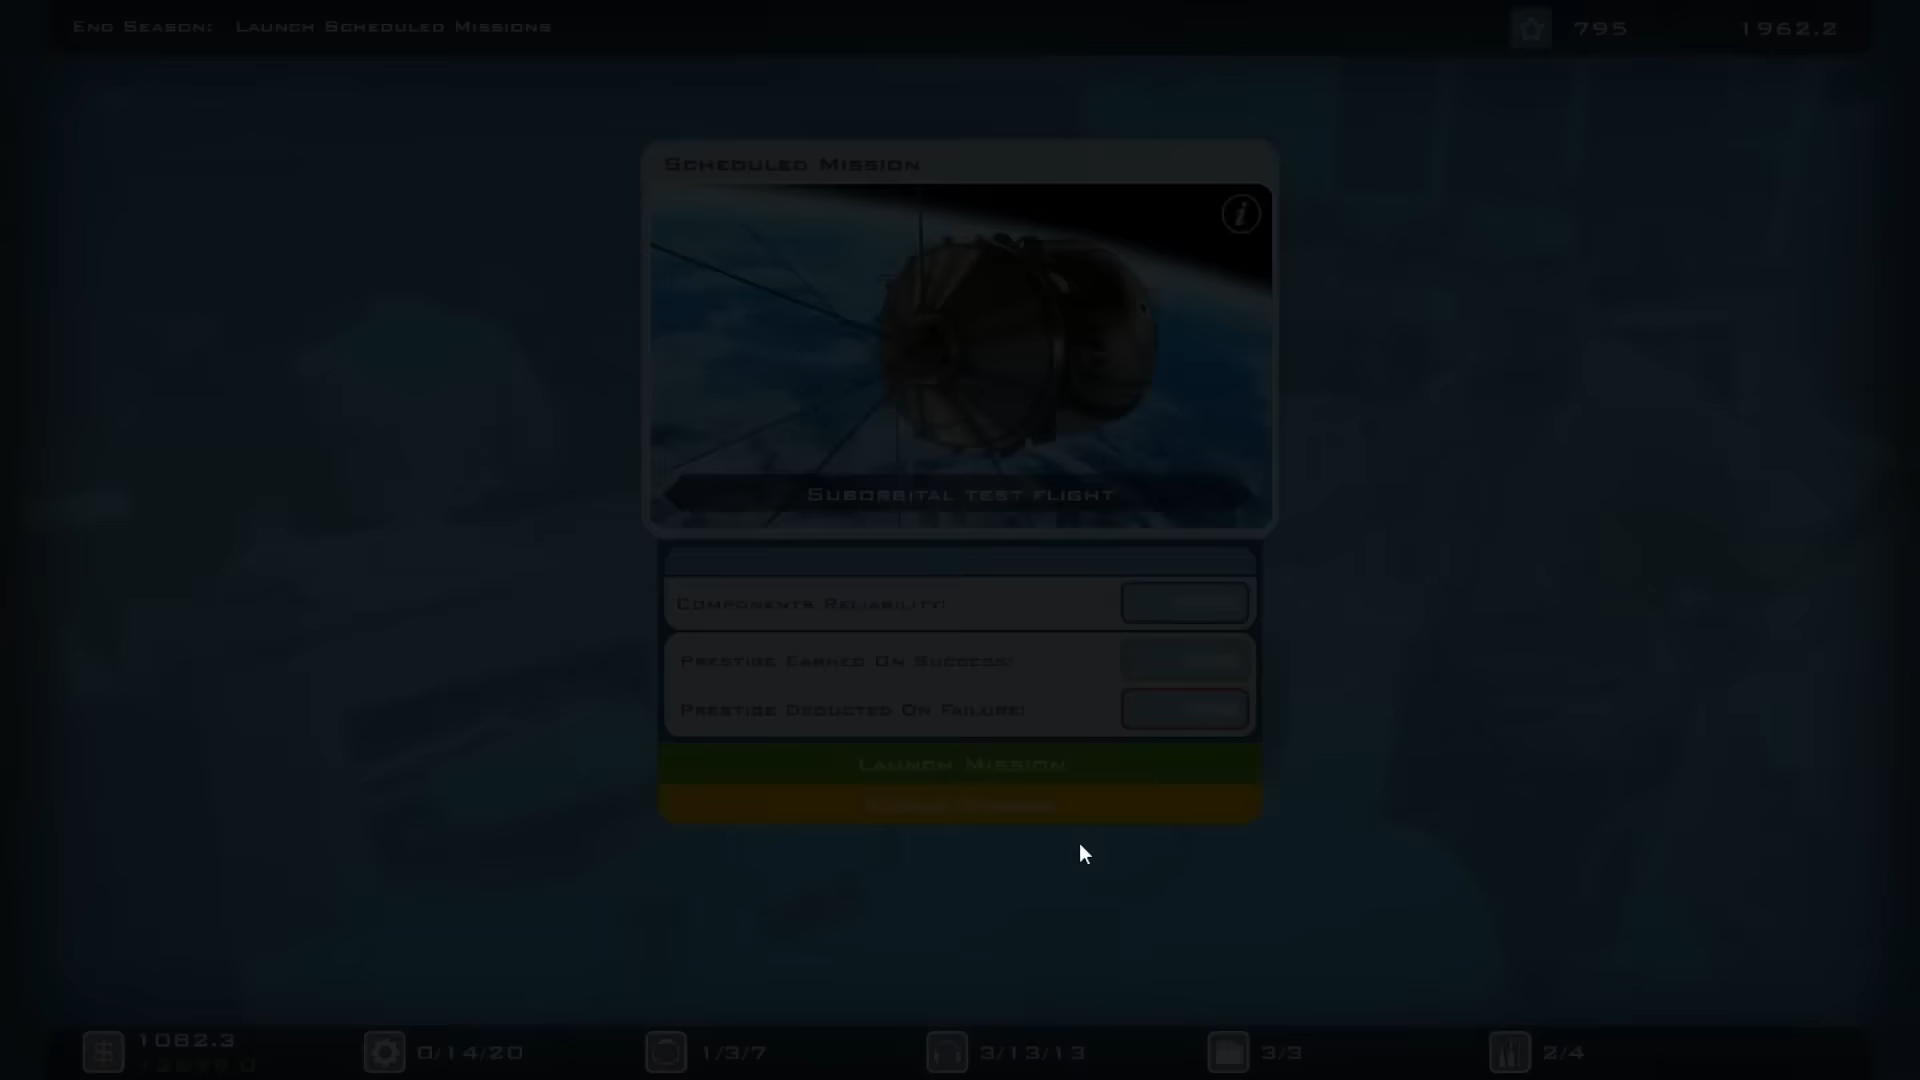 End Season: Launch Scheduled Missions
795
1962.2
Scheduled Mission
i
Suborbital test flight
Components Reliability:
Prestige Earned On Success:
Prestige Deducted On Failure:
Launch Mission
1082.3
0/14/20
1/3/7
3/13/13
3/3
2/4